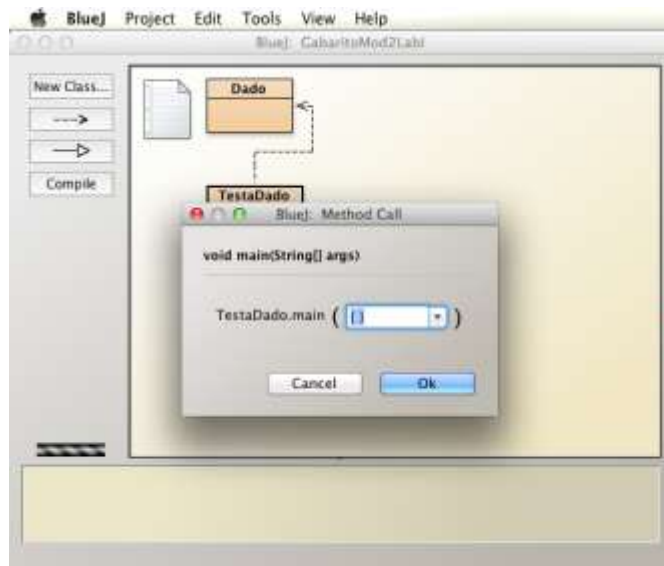 BlueJ Project Edit Tools View Help
BlueJ: GabaritoMod2Lab1
New Class...
Compile
Dado
TestaDado
BlueJ: Method Call
void main(String[] args)
TestaDado.main ( {} )
Cancel
Ok